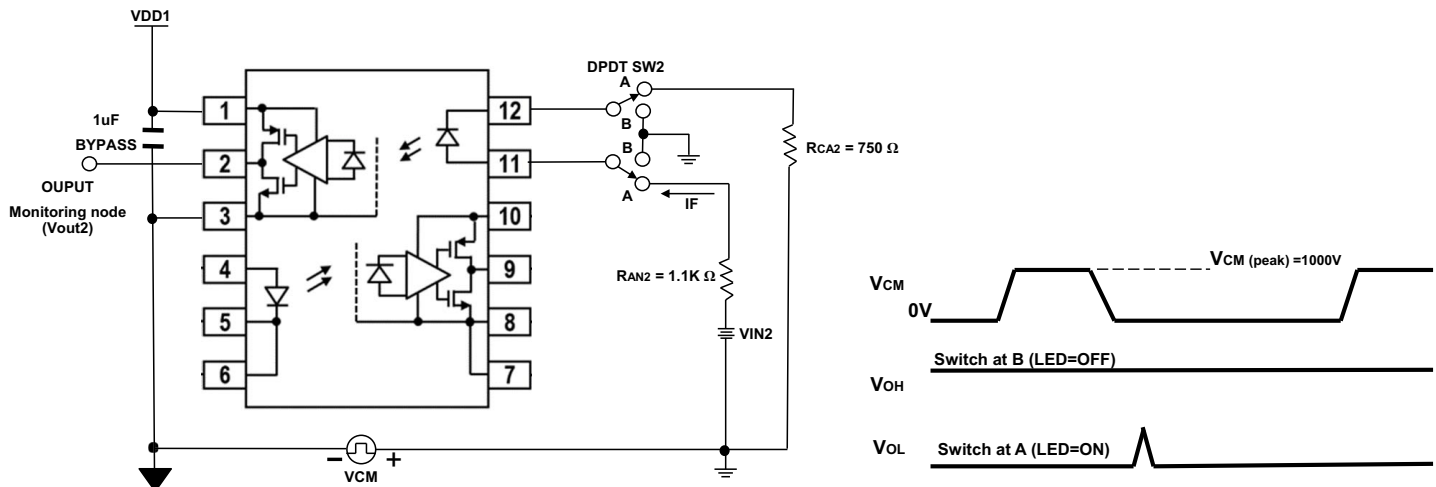 VDD1
1uF
BYPASS
OUPUT
Monitoring node
(Vout2)
1
2
3
4
5
6
12
11
10
9
8
7
DPDT SW2
A
B
B
A
IF
RCA2 = 750 Ω
RAN2 = 1.1K Ω
VIN2
− +
VCM
VCM VCM (peak) =1000V
0V
Switch at B (LED=OFF)
VOH
VOL Switch at A (LED=ON)